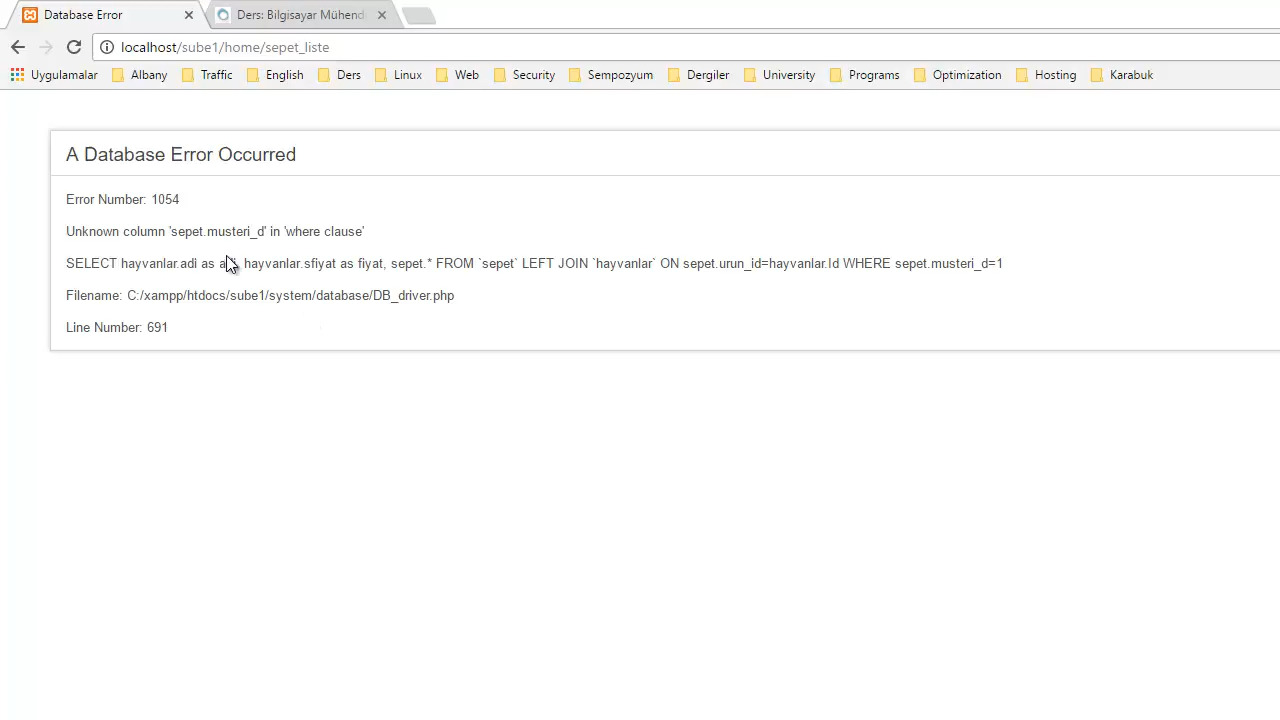 Database Error
Ders: Bilgisayar Mühend
localhost/sube1/home/sepet_liste
Uygulamalar Albany Traffic English Ders Linux Web Security Sempozyum Dergiler University Programs Optimization Hosting Karabuk
A Database Error Occurred
Error Number: 1054
Unknown column 'sepet.musteri_d' in 'where clause'
SELECT hayvanlar.adi as hayvanlar.sfiyat as fiyat, sepet.* FROM `sepet` LEFT JOIN `hayvanlar` ON sepet.urun_id=hayvanlar.Id WHERE sepet.musteri_d=1
Filename: C:/xampp/htdocs/sube1/system/database/DB_driver.php
Line Number: 691